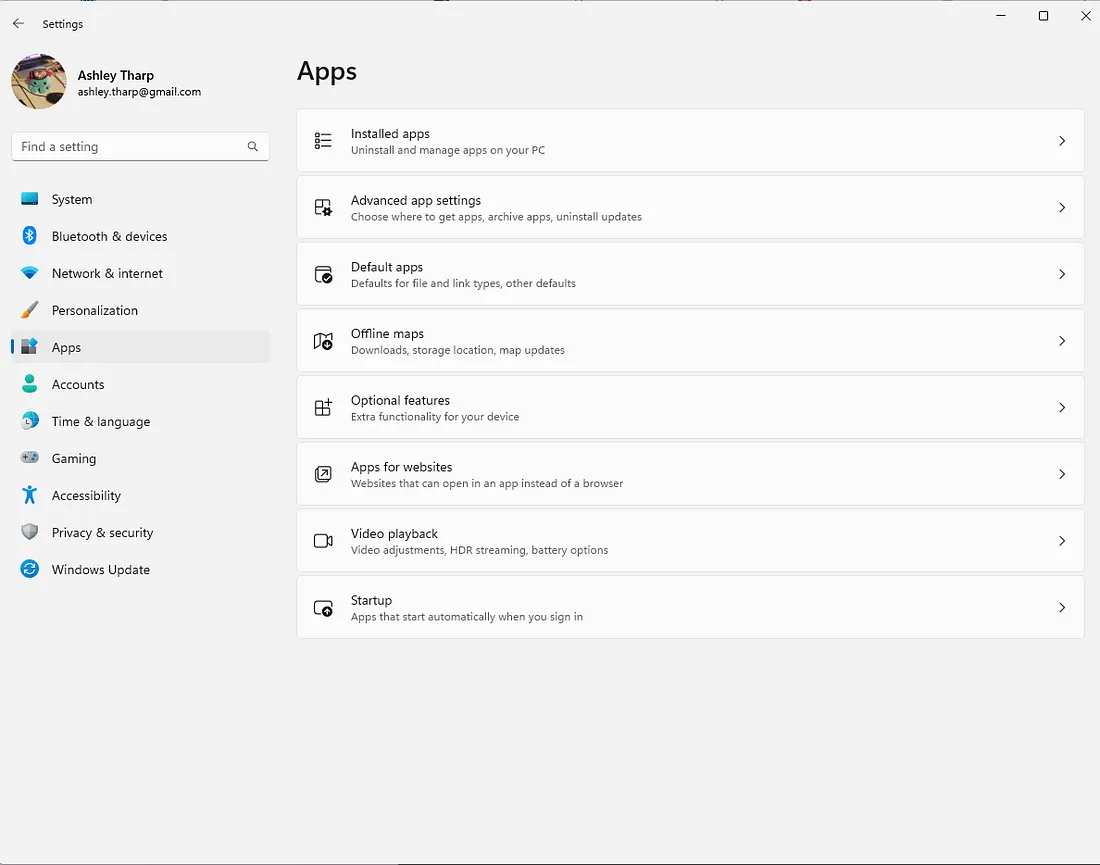 Settings
Ashley Tharp
ashley.tharp@gmail.com
Find a setting
System
Bluetooth & devices
Network & internet
Personalization
Apps
Accounts
Time & language
Gaming
Accessibility
Privacy & security
Windows Update
Apps
Installed apps
Uninstall and manage apps on your PC
Advanced app settings
Choose where to get apps, archive apps, uninstall updates
Default apps
Defaults for file and link types, other defaults
Offline maps
Downloads, storage location, map updates
Optional features
Extra functionality for your device
Apps for websites
Websites that can open in an app instead of a browser
Video playback
Video adjustments, HDR streaming, battery options
Startup
Apps that start automatically when you sign in